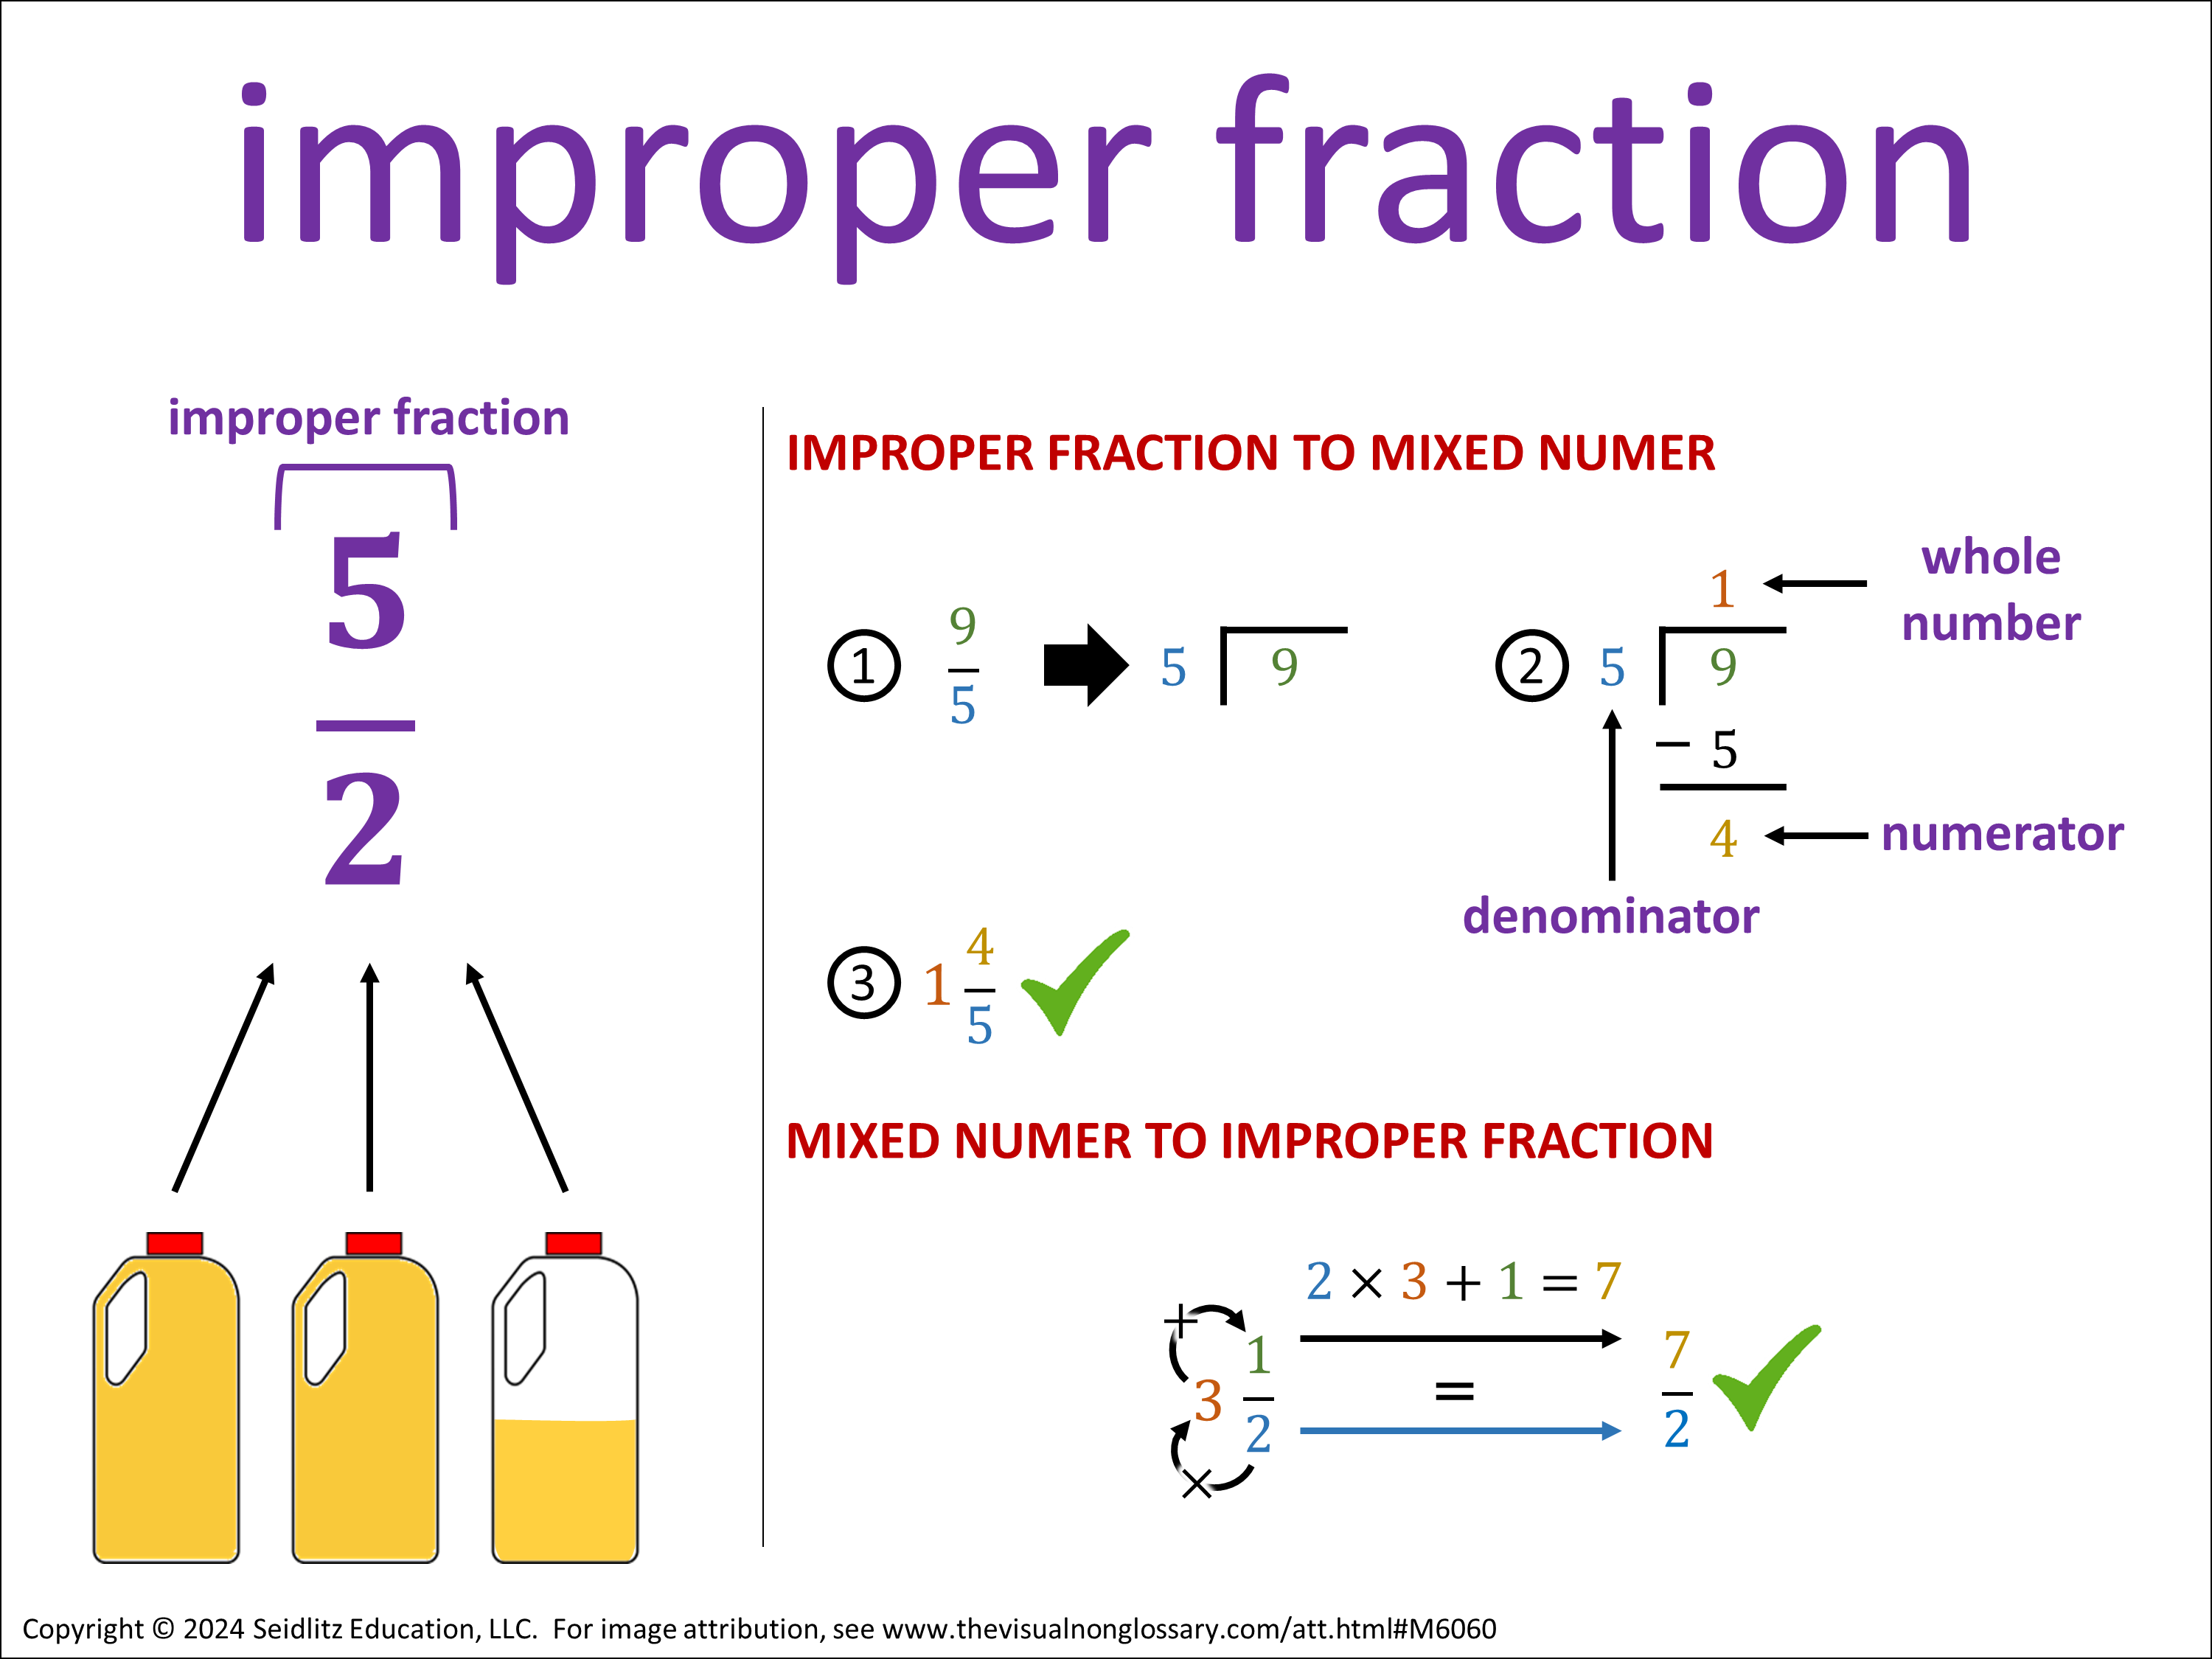 improper fraction
improper fraction
5
2
IMPROPER FRACTION TO MIXED NUMER
1
9
5
5 9
2
1
whole
number
5 9
− 5
4
numerator
denominator
3
1 4
5
MIXED NUMER TO IMPROPER FRACTION
2 × 3 + 1 = 7
+
3 1
2
×
=
7
2
Copyright © 2024 Seidlitz Education, LLC.  For image attribution, see www.thevisualnonglossary.com/att.html#M6060